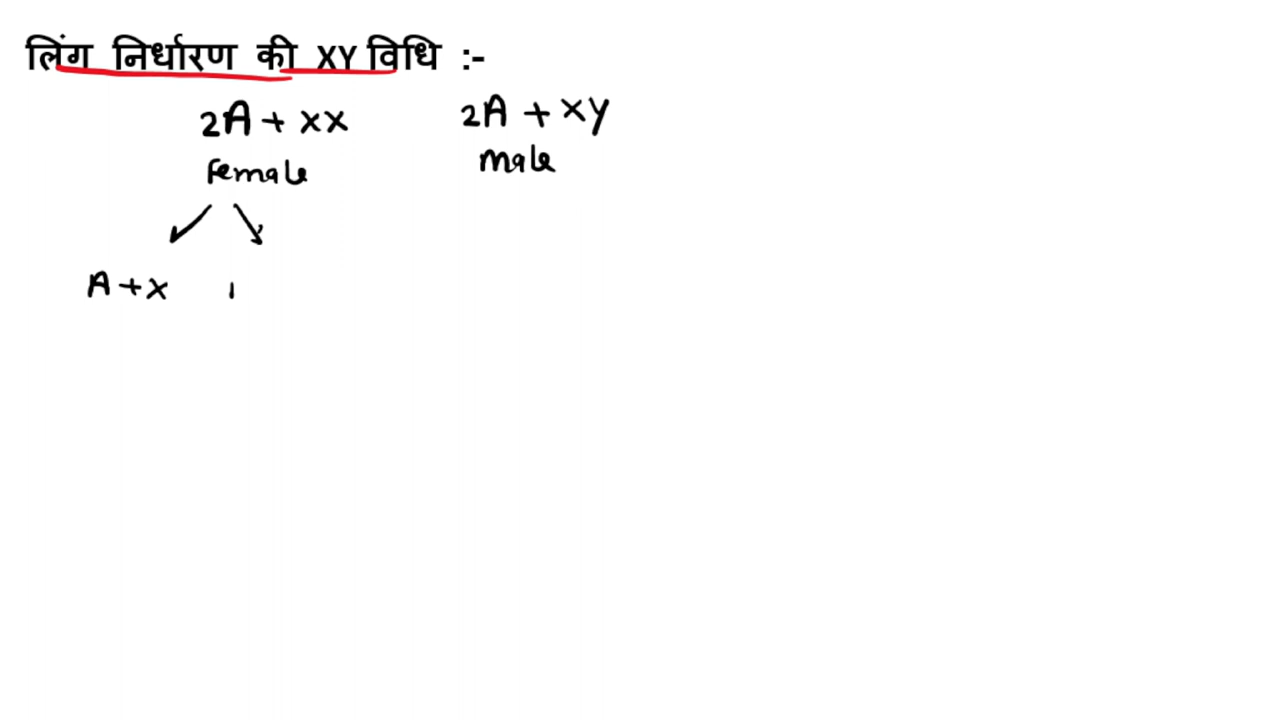 लिंग निर्धारण की XY विधि :-
2A + xx 2A + xy
Female male
A + x